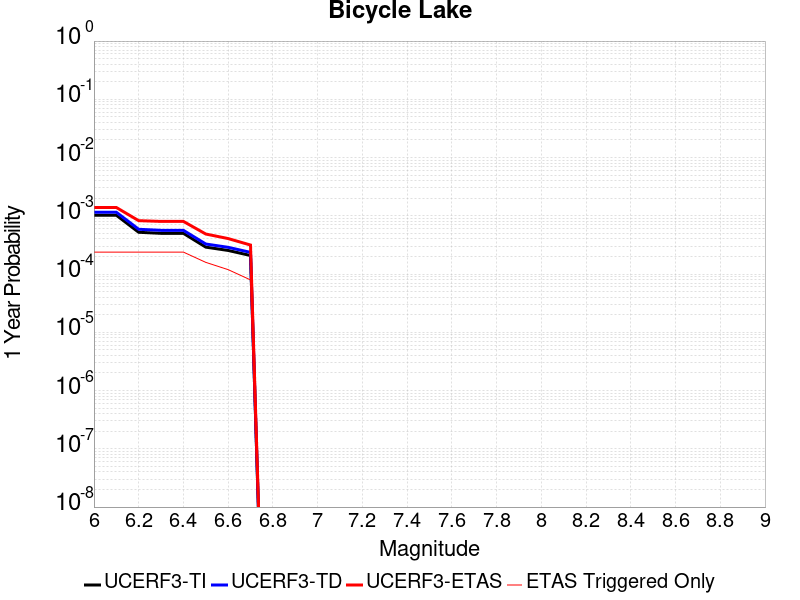 Bicycle Lake
10^0
10^-1
10^-2
10^-3
10^-4
10^-5
10^-6
10^-7
10^-8
1 Year Probability
6 6.2 6.4 6.6 6.8 7 7.2 7.4 7.6 7.8 8 8.2 8.4 8.6 8.8 9
Magnitude
UCERF3-TI UCERF3-TD UCERF3-ETAS ETAS Triggered Only